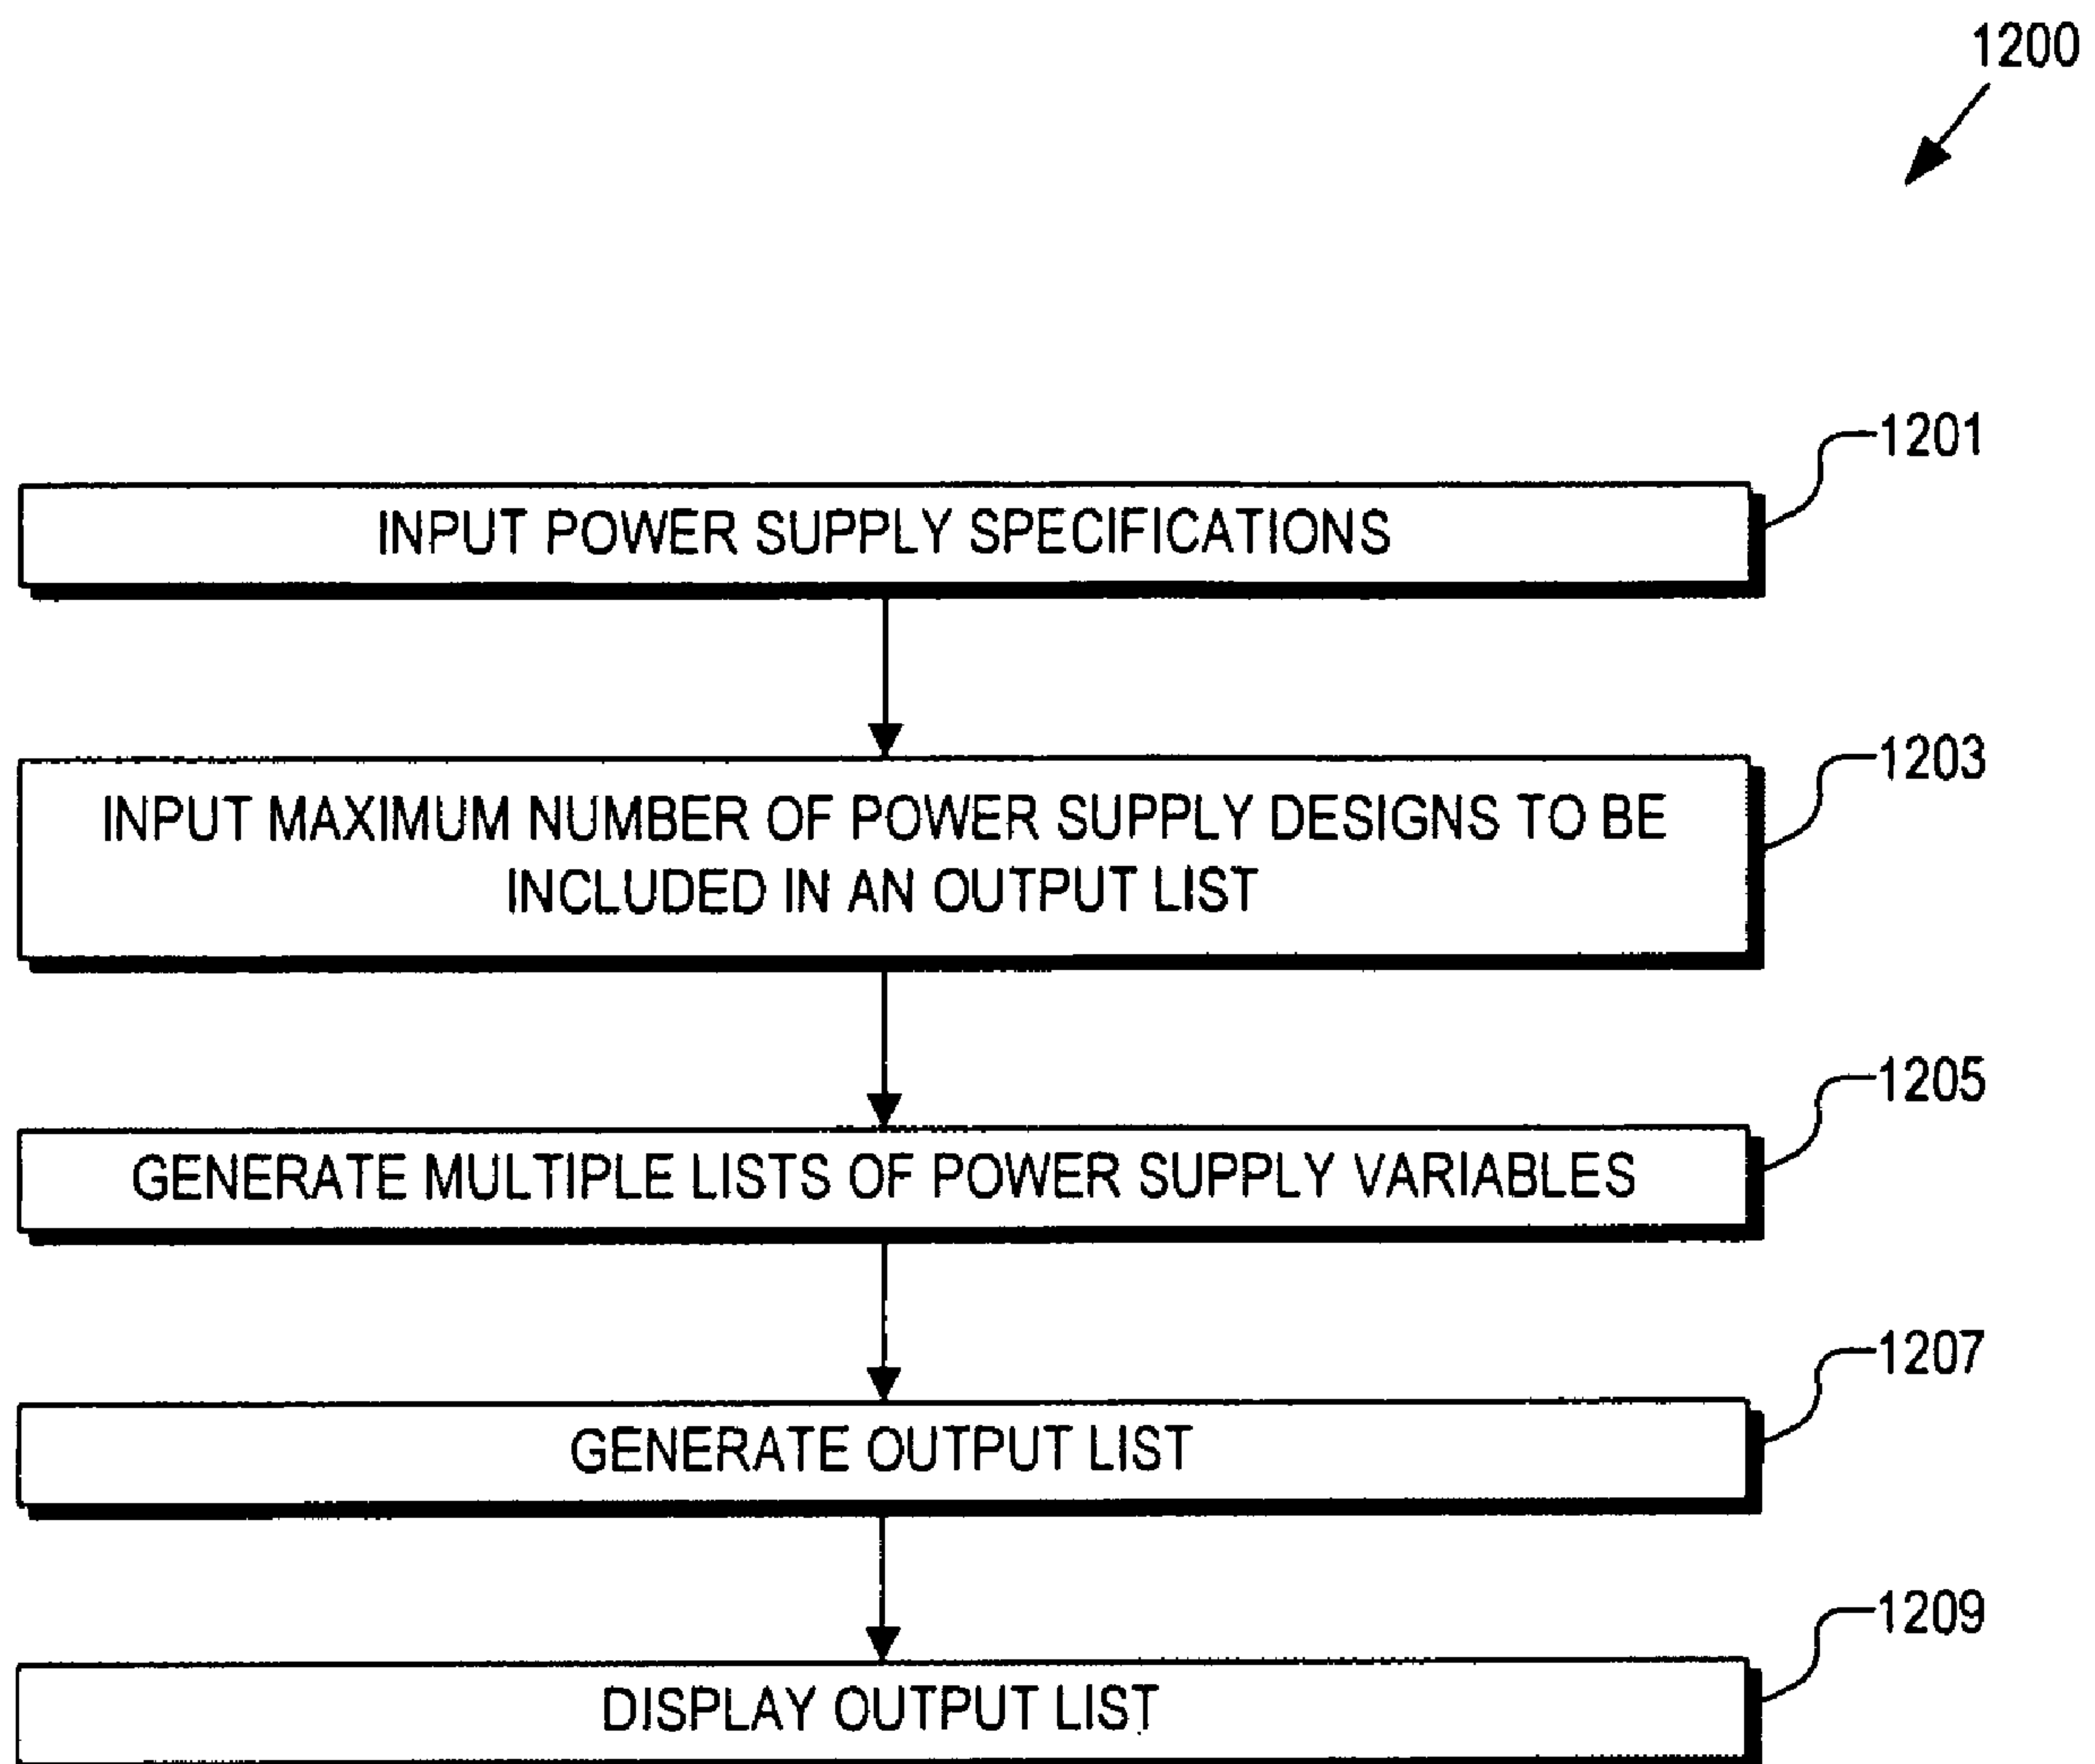 1200
1201
INPUT POWER SUPPLY SPECIFICATIONS
1203
INPUT MAXIMUM NUMBER OF POWER SUPPLY DESIGNS TO BE
INCLUDED IN AN OUTPUT LIST
1205
GENERATE MULTIPLE LISTS OF POWER SUPPLY VARIABLES
1207
GENERATE OUTPUT LIST
1209
DISPLAY OUTPUT LIST